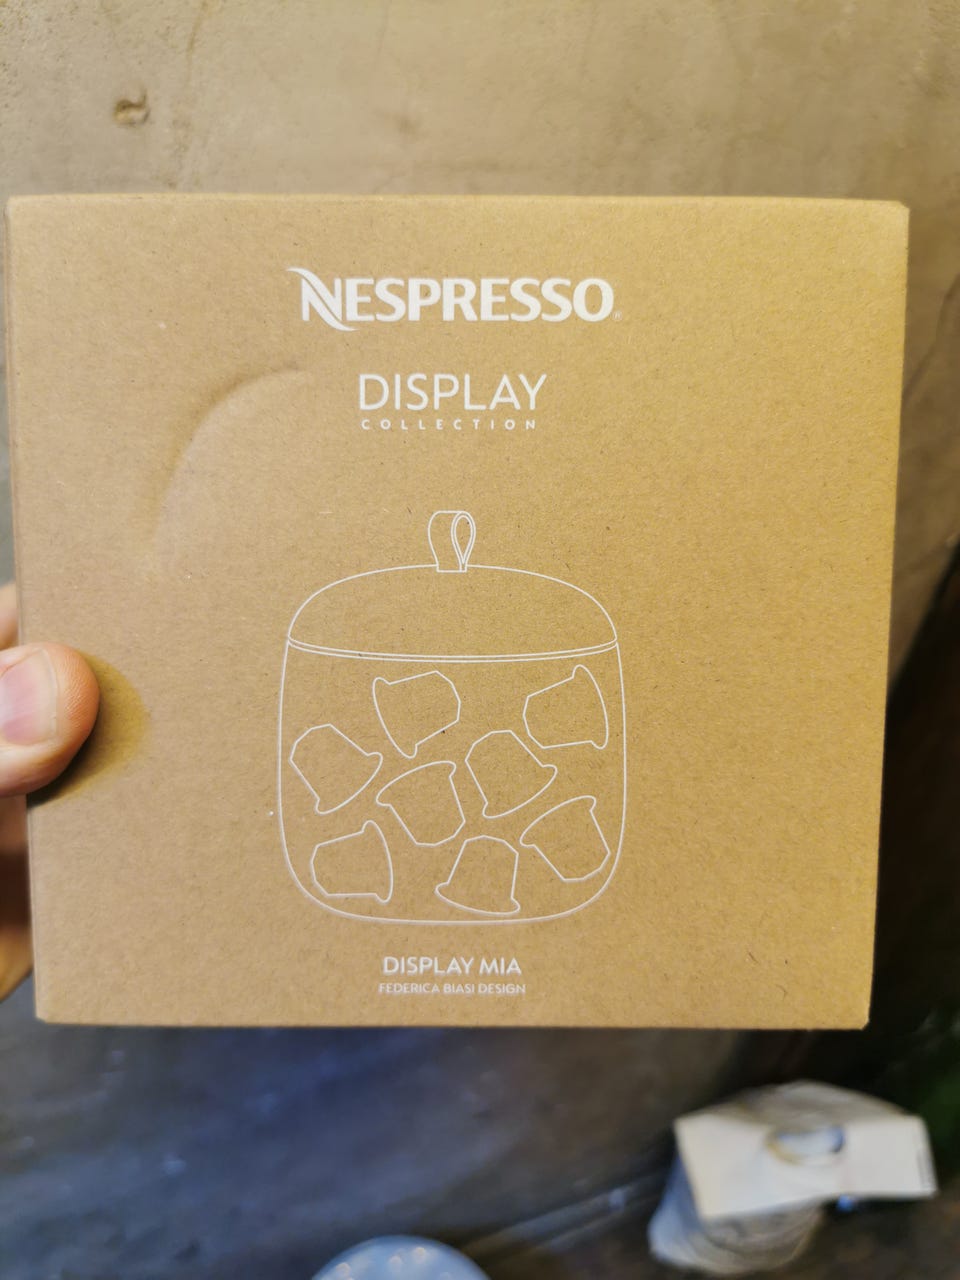 NESPRESSO®
DISPLAY
COLLECTION
DISPLAY MIA
FEDERICA BIASI DESIGN